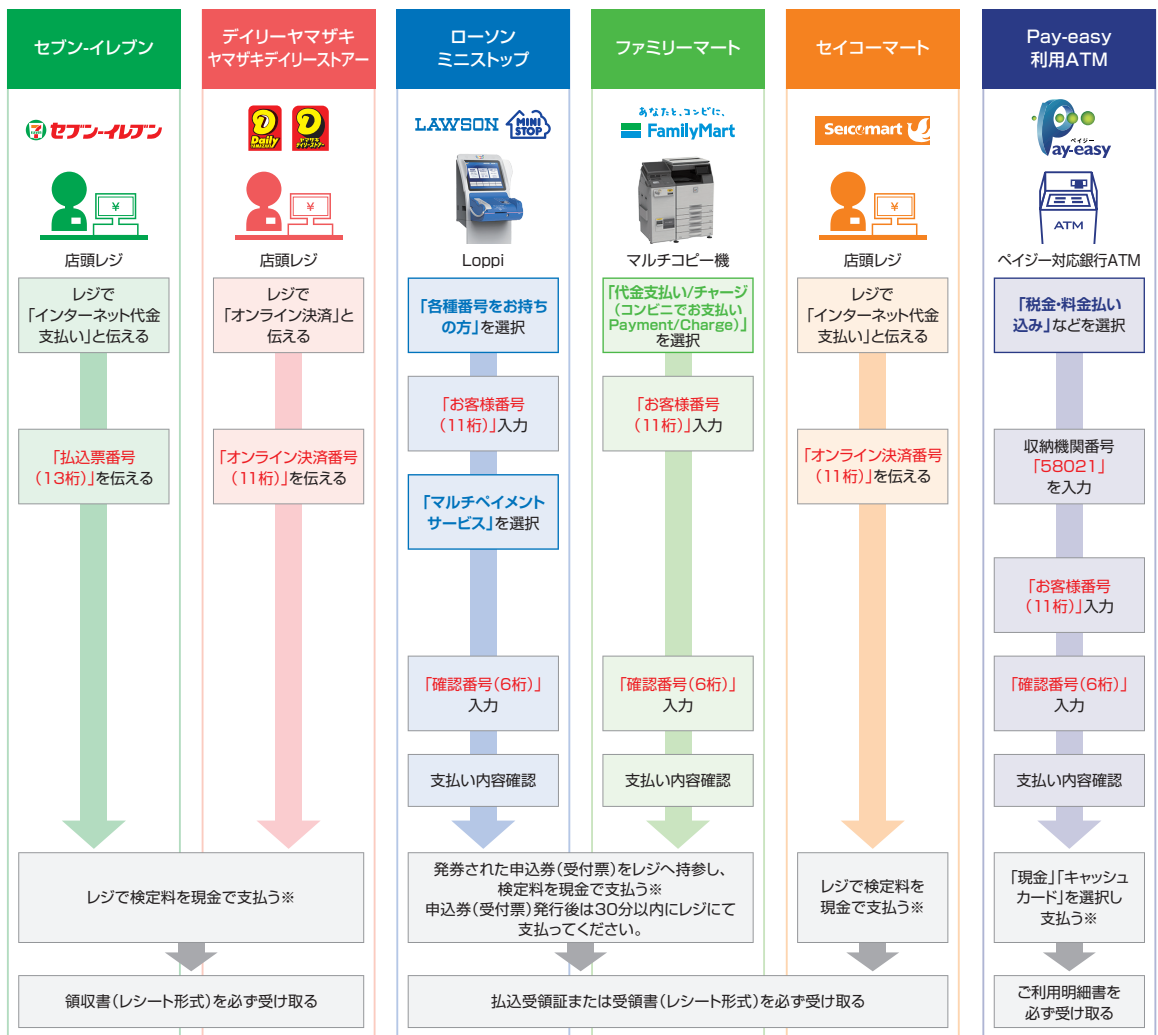 セブン-イレブン
デイリーヤマザキ
ヤマザキデイリーストアー
ローソン
ミニストップ
ファミリーマート
セイコーマート
Pay-easy
利用ATM
7
セブン-イレブン
Daily
YAMAZAKI
ヤマザキ
デイリーストアー
LAWSON
MINI
STOP
あなたと、コンビに、
FamilyMart
Seicomart
ペイジー
Pay-easy
¥
¥
¥
ATM
店頭レジ
店頭レジ
Loppi
マルチコピー機
店頭レジ
ペイジー対応銀行ATM
レジで
「インターネット代金
支払い」と伝える
「払込票番号
(13桁)」を伝える
レジで
「オンライン決済」と
伝える
「オンライン決済番号
(11桁)」を伝える
「各種番号をお持ち
の方」を選択
「お客様番号
(11桁)」入力
「マルチペイメント
サービス」を選択
「確認番号(6桁)」
入力
支払い内容確認
「代金支払い/チャージ
(コンビニでお支払い
Payment/Charge)」
を選択
「お客様番号
(11桁)」入力
「確認番号(6桁)」
入力
支払い内容確認
レジで
「インターネット代金
支払い」と伝える
「オンライン決済番号
(11桁)」を伝える
「税金・料金払い
込み」などを選択
収納機関番号
「58021」
を入力
「お客様番号
(11桁)」入力
「確認番号(6桁)」
入力
支払い内容確認
レジで検定料を現金で支払う※
発券された申込券(受付票)をレジへ持参し、
検定料を現金で支払う※
申込券(受付票)発行後は30分以内にレジにて
支払ってください。
レジで検定料を
現金で支払う※
「現金」「キャッシュ
カード」を選択し
支払う※
領収書(レシート形式)を必ず受け取る
払込受領証または受領書(レシート形式)を必ず受け取る
ご利用明細書を
必ず受け取る